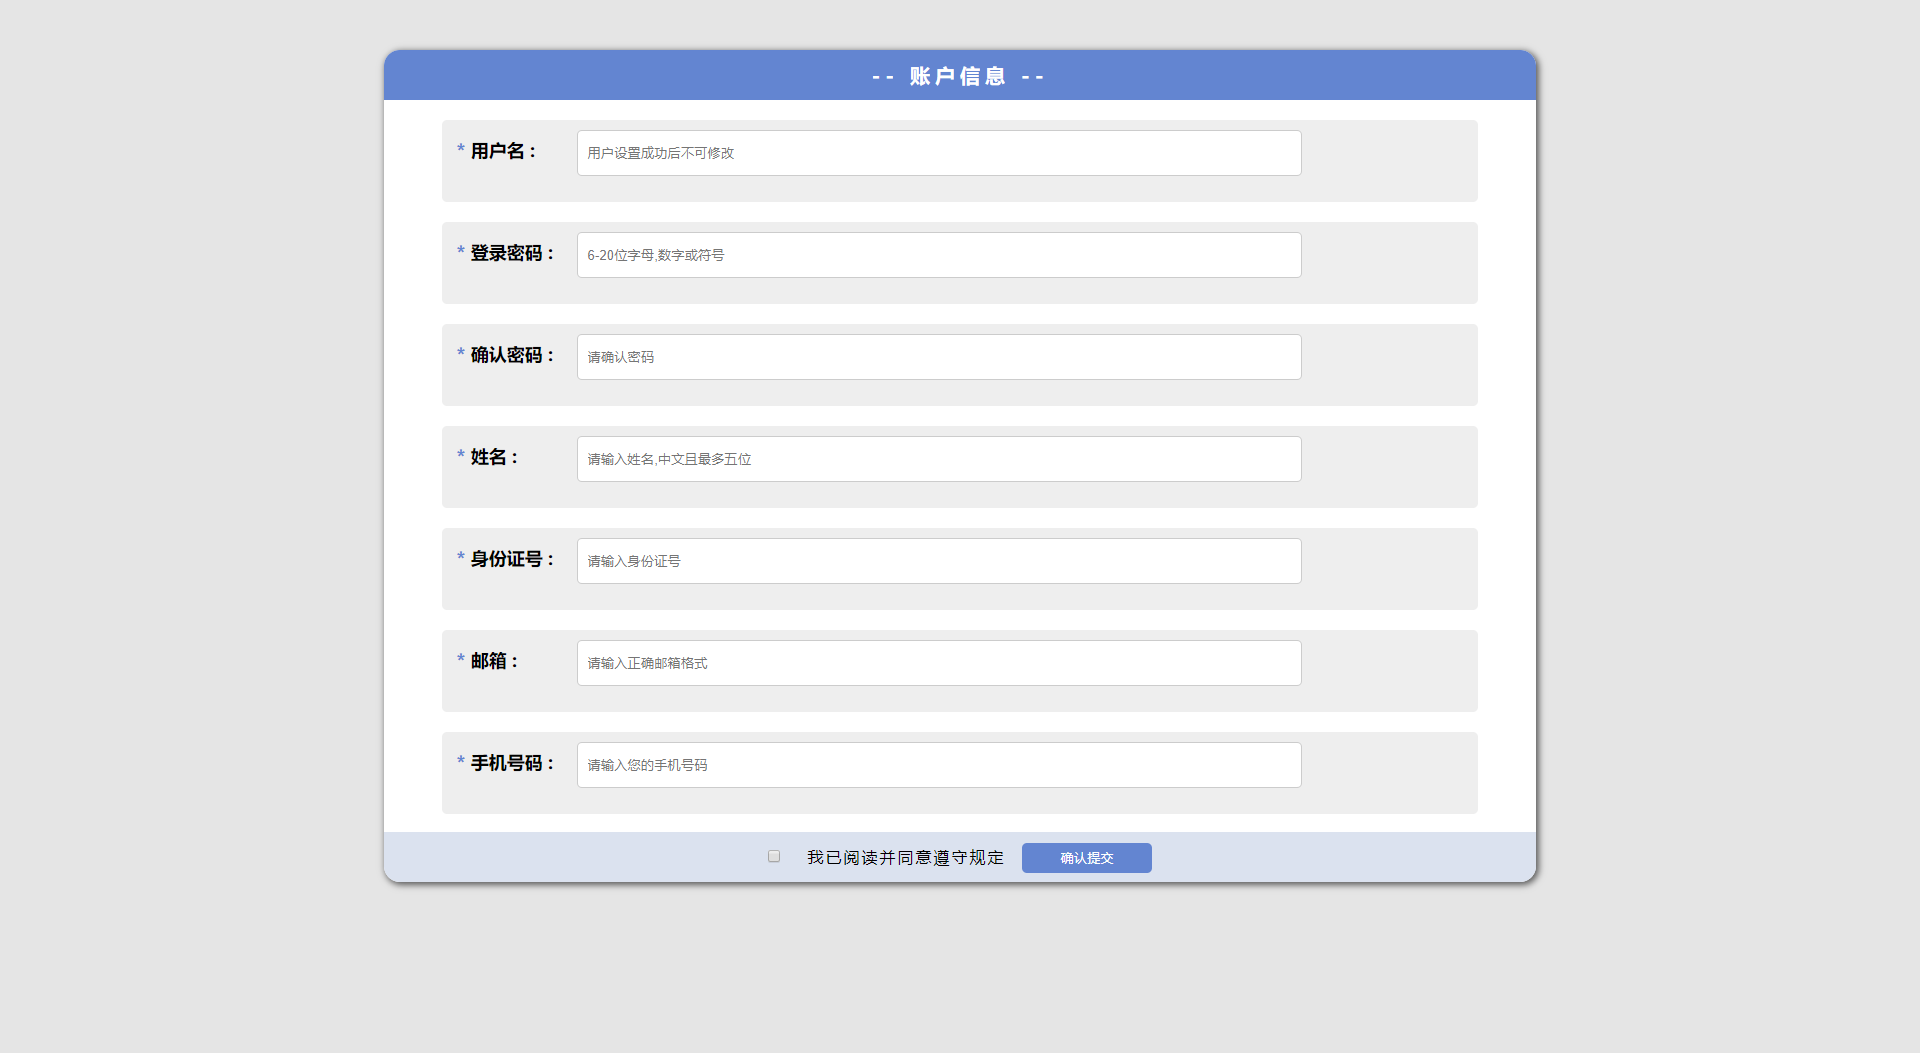 -- 账户信息 --
* 用户名：
用户设置成功后不可修改
* 登录密码：
6-20位字母,数字或符号
* 确认密码：
请确认密码
* 姓名：
请输入姓名,中文且最多五位
* 身份证号：
请输入身份证号
* 邮箱：
请输入正确邮箱格式
* 手机号码：
请输入您的手机号码
我已阅读并同意遵守规定
确认提交